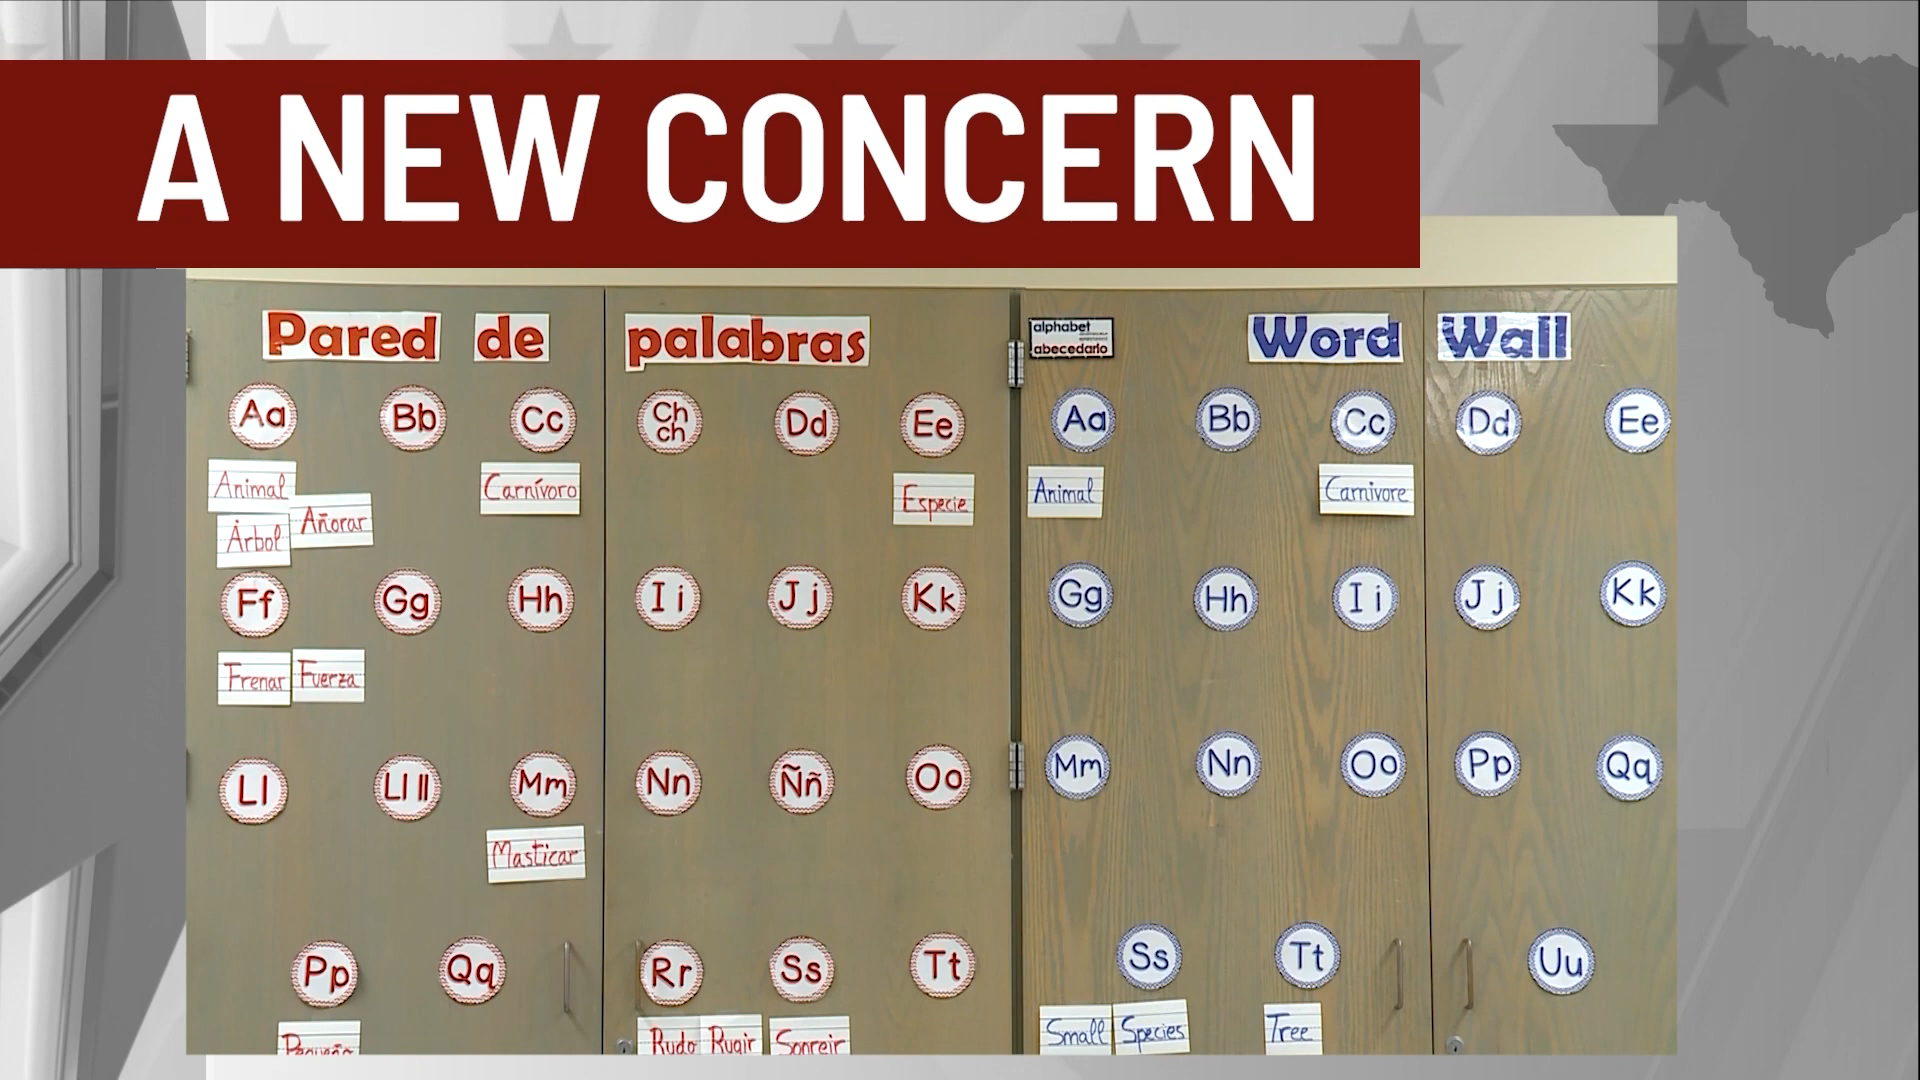 A NEW CONCERN
Pared de palabras
Aa Bb Cc Ch ch Dd Ee
Animal
Carnívoro
Especie
Añorar
Árbol
Ff Gg Hh Ii Jj Kk
Frenar Fuerza
Ll Ll ll Mm Nn Ññ Oo
Masticar
Pp Qq Rr Ss Tt
Pequeño Rudo Rugir Sonreir
alphabet
abecedario
Word Wall
Aa Bb Cc Dd Ee
Animal Carnivore
Gg Hh Ii Jj Kk
Mm Nn Oo Pp Qq
Ss Tt Uu
Small Species Tree